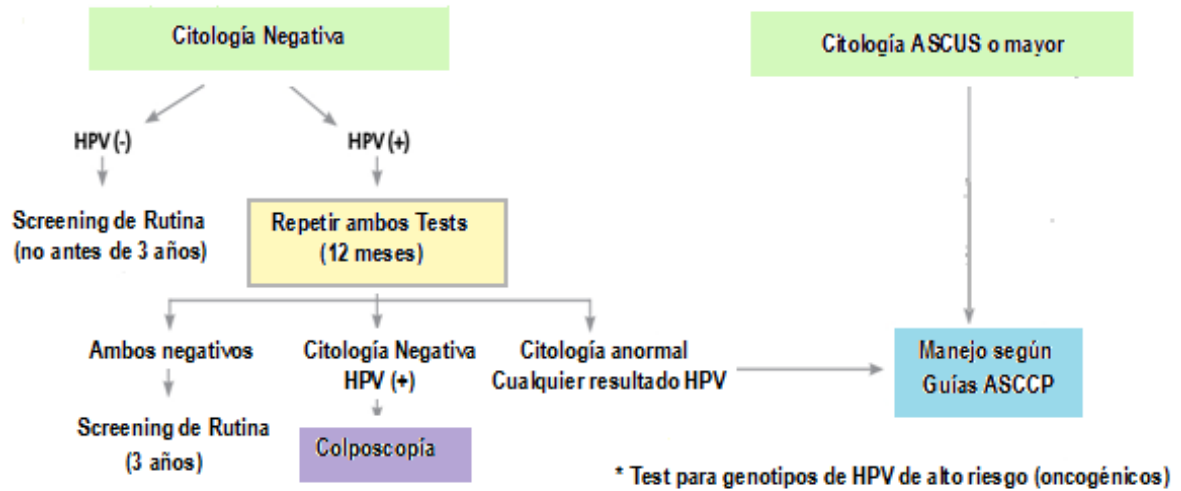 Citología Negativa
Citología ASCUS o mayor
HPV (-)
HPV (+)
Screening de Rutina
(no antes de 3 años)
Repetir ambos Tests
(12 meses)
Ambos negativos
Citología Negativa
HPV (+)
Citología anormal
Cualquier resultado HPV
Manejo según
Guías ASCCP
Screening de Rutina
(3 años)
Colposcopía
* Test para genotipos de HPV de alto riesgo (oncogénicos)